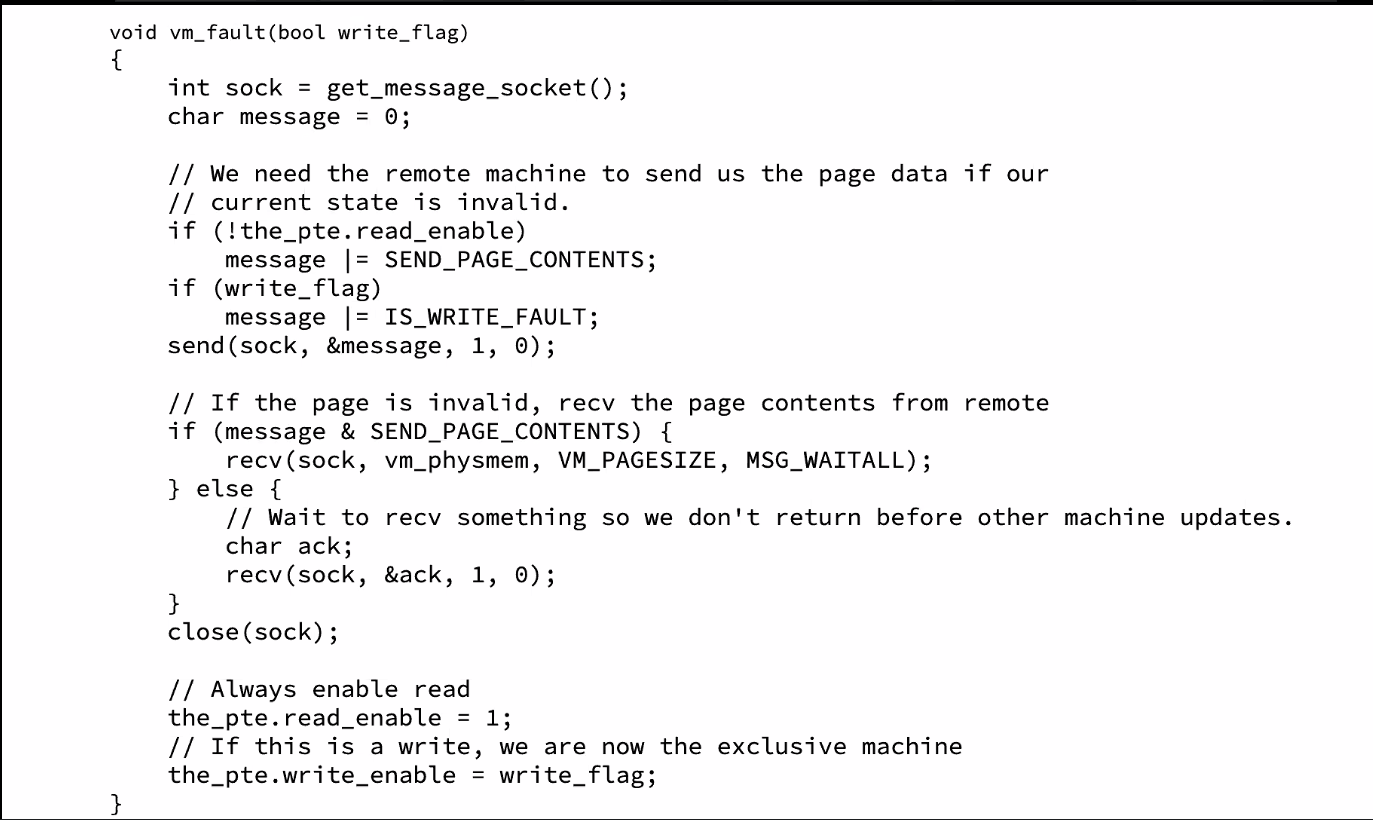 void vm_fault(bool write_flag)
{
    int sock = get_message_socket();
    char message = 0;

    // We need the remote machine to send us the page data if our
    // current state is invalid.
    if (!the_pte.read_enable)
        message |= SEND_PAGE_CONTENTS;
    if (write_flag)
        message |= IS_WRITE_FAULT;
    send(sock, &message, 1, 0);

    // If the page is invalid, recv the page contents from remote
    if (message & SEND_PAGE_CONTENTS) {
        recv(sock, vm_physmem, VM_PAGESIZE, MSG_WAITALL);
    } else {
        // Wait to recv something so we don't return before other machine updates.
        char ack;
        recv(sock, &ack, 1, 0);
    }
    close(sock);

    // Always enable read
    the_pte.read_enable = 1;
    // If this is a write, we are now the exclusive machine
    the_pte.write_enable = write_flag;
}